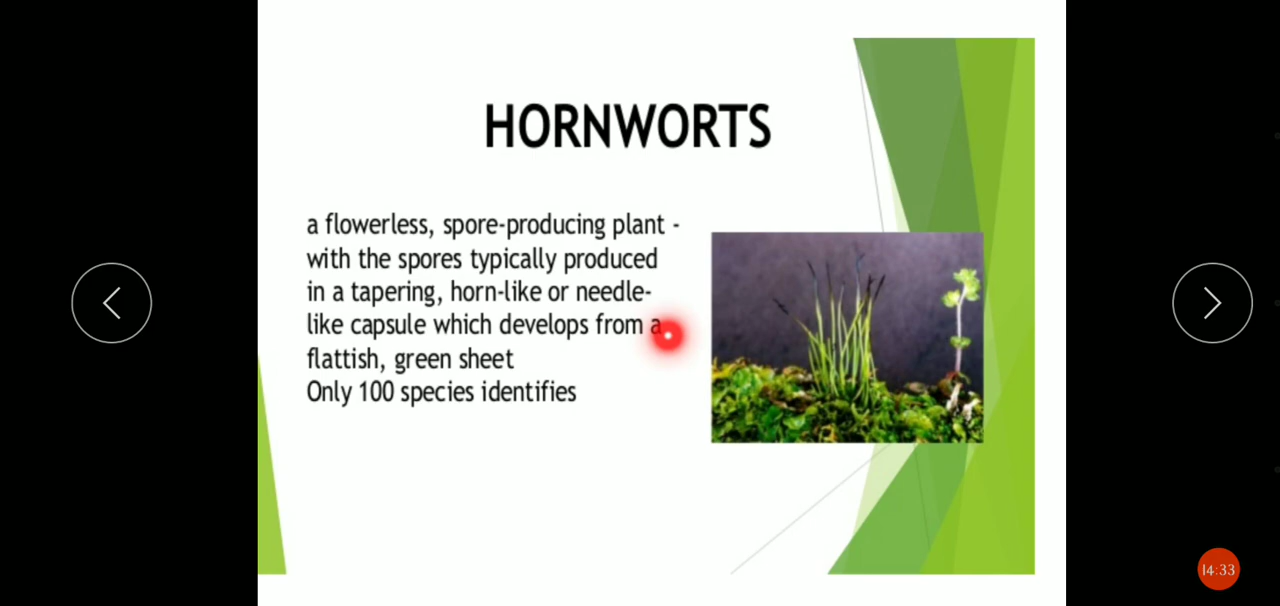 HORNWORTS
a flowerless, spore-producing plant -
with the spores typically produced
in a tapering, horn-like or needle-
like capsule which develops from a
flattish, green sheet
Only 100 species identifies
14:33